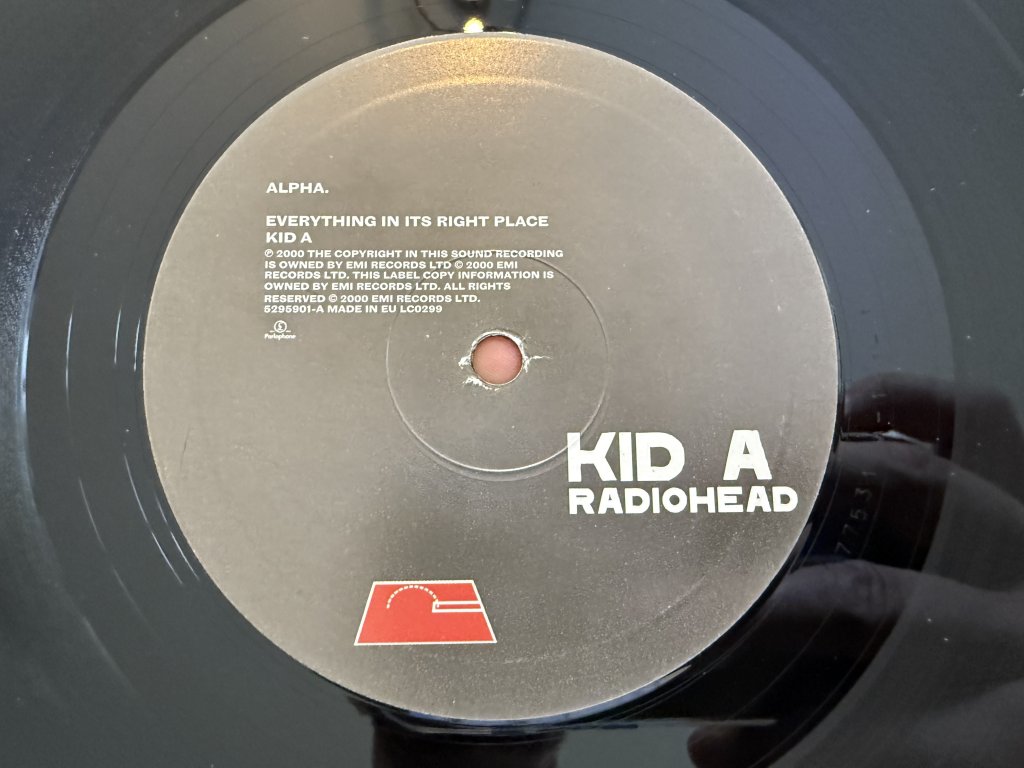 ALPHA.
EVERYTHING IN ITS RIGHT PLACE
KID A
℗ 2000 THE COPYRIGHT IN THIS SOUND RECORDING
IS OWNED BY EMI RECORDS LTD © 2000 EMI
RECORDS LTD. THIS LABEL COPY INFORMATION IS
OWNED BY EMI RECORDS LTD. ALL RIGHTS
RESERVED © 2000 EMI RECORDS LTD.
5295901-A MADE IN EU LC0299
Parlophone
KID A
RADIOHEAD